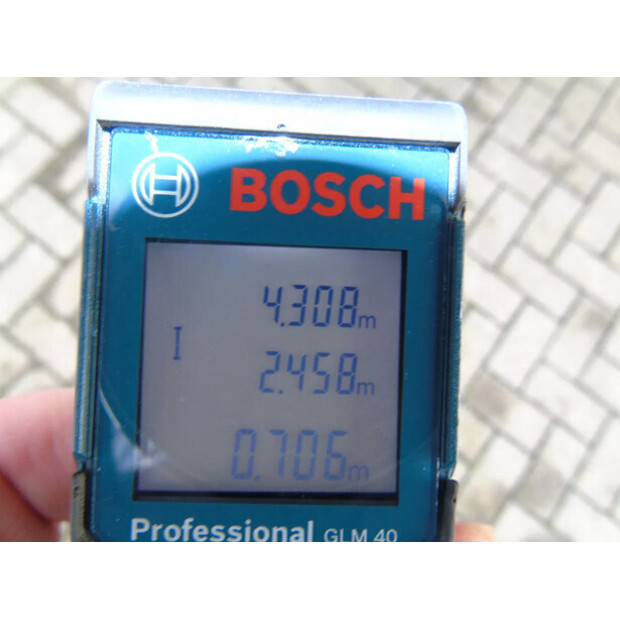 BOSCH
4.308m
2.458m
0.706m
Professional GLM 40